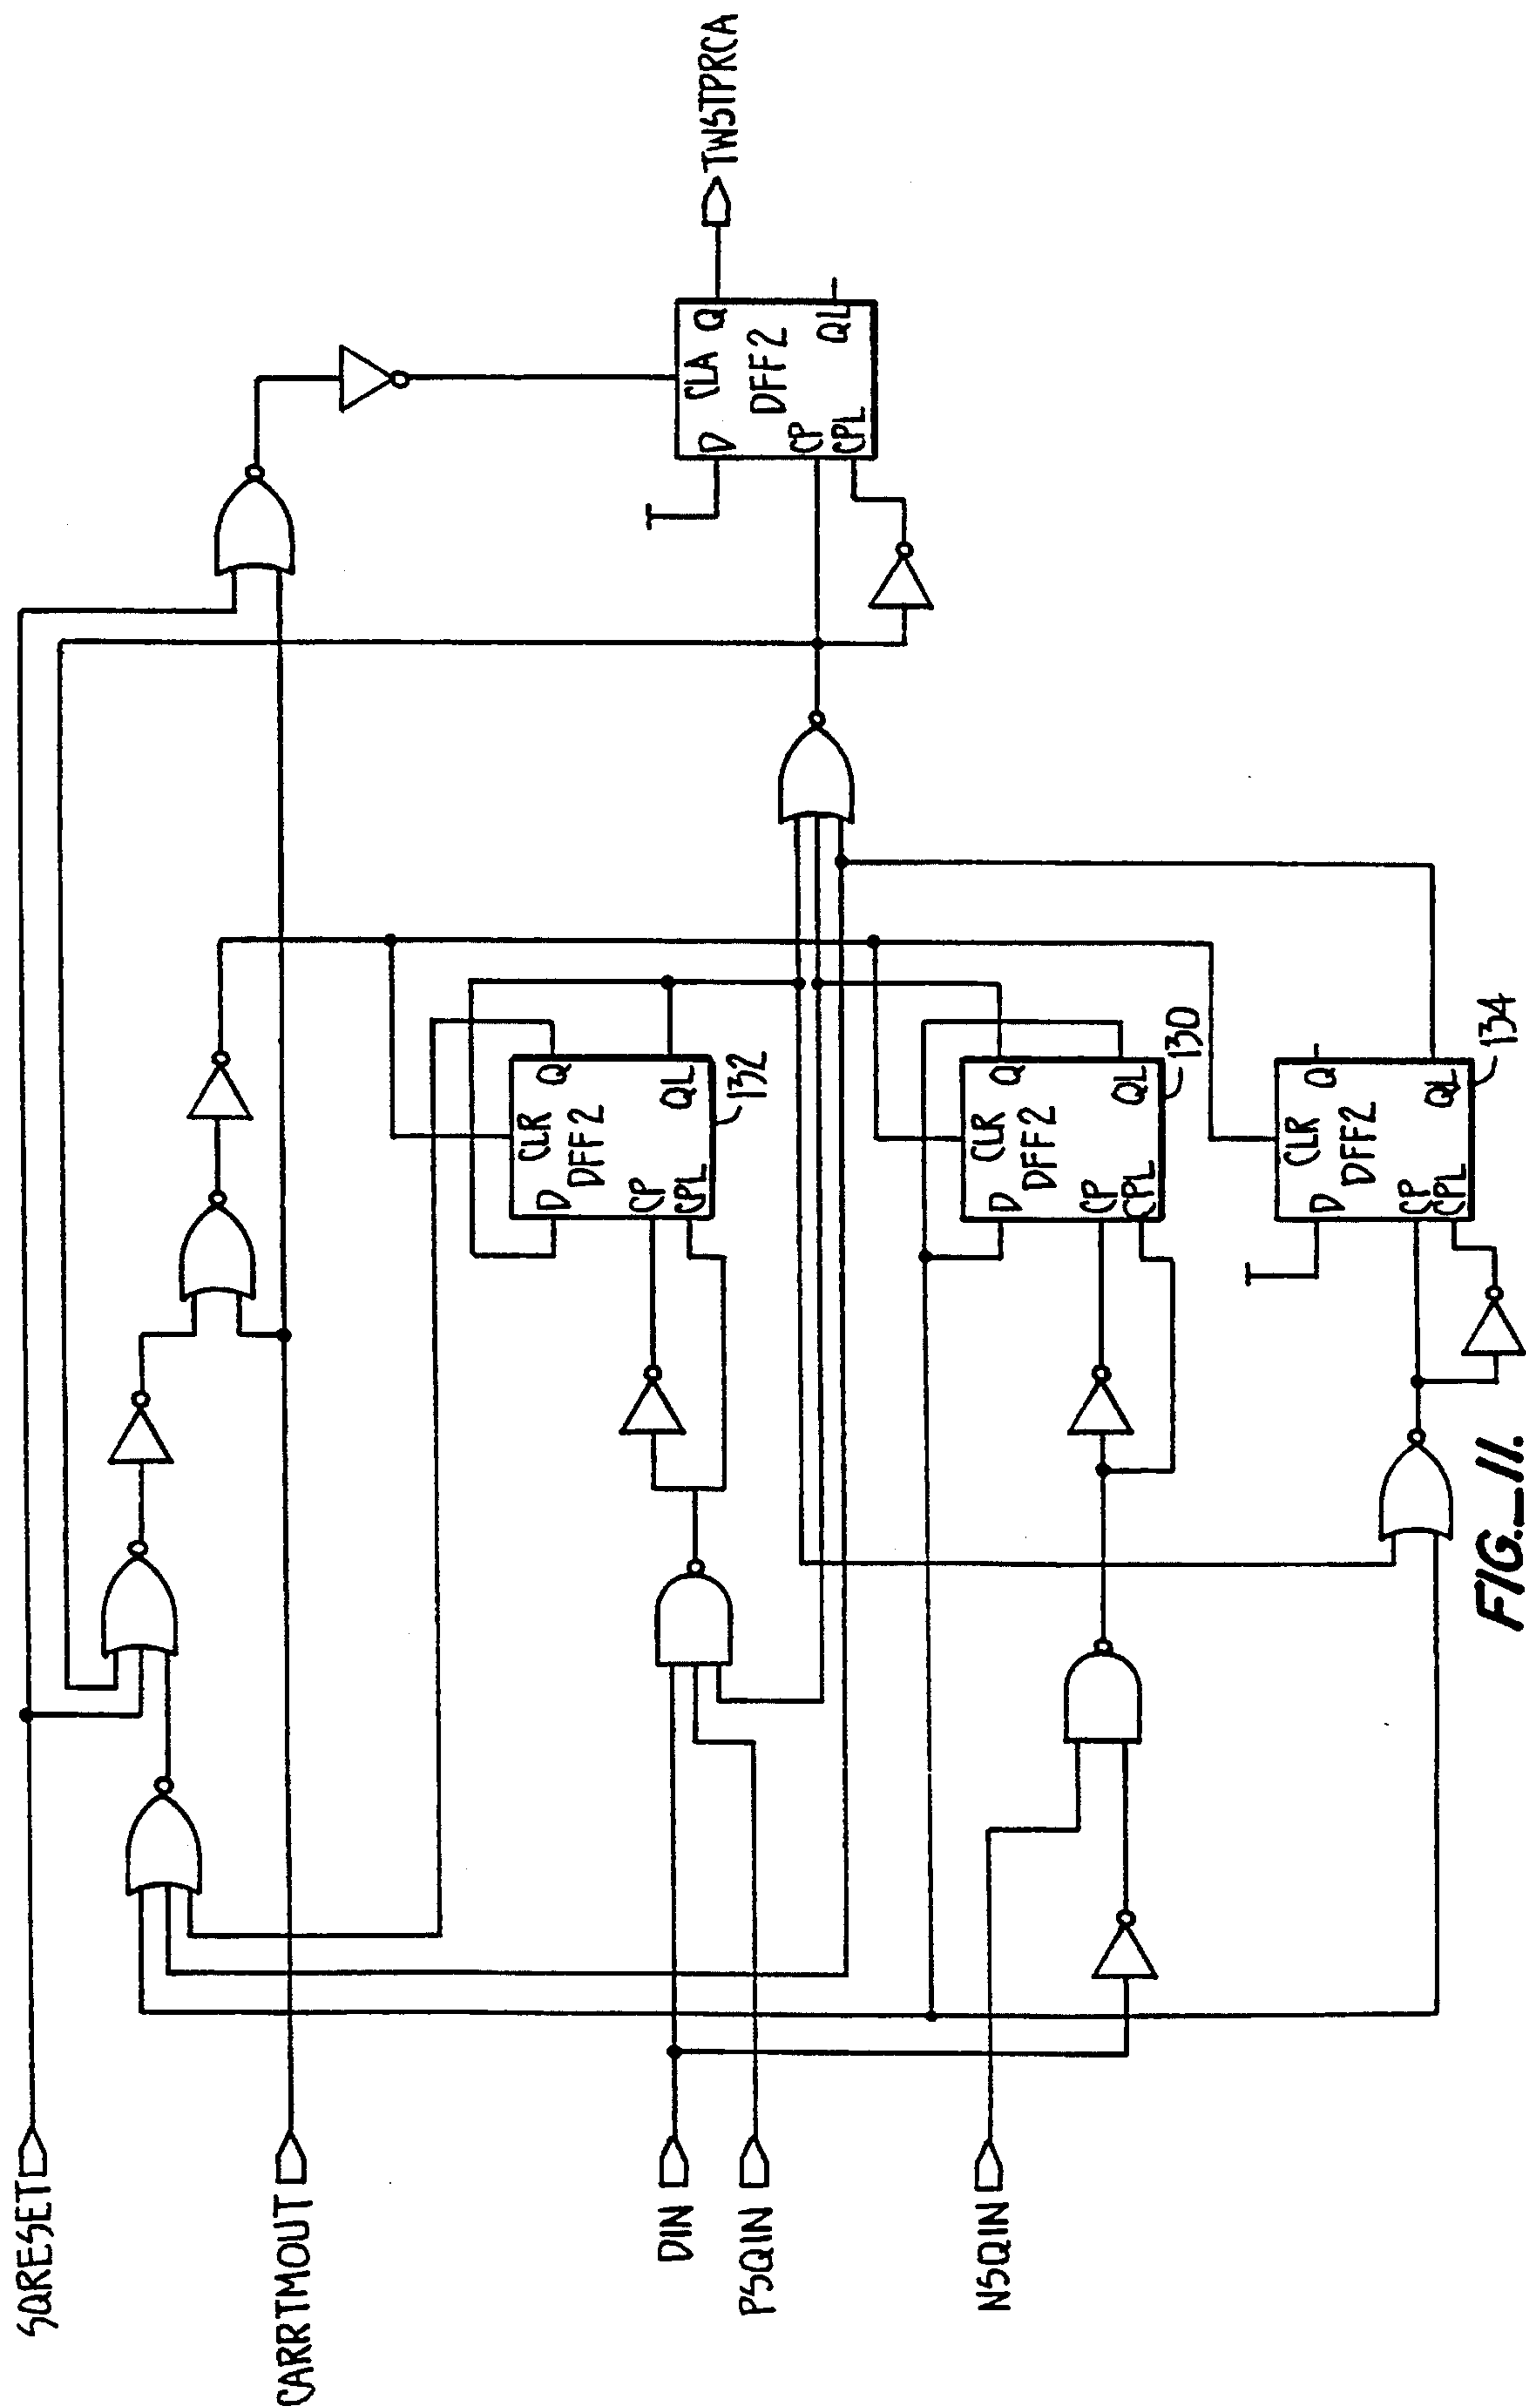 SQRESET
CARRTMOUT
DIN
PSQIN
NSQIN
D
CLR
Q
DFF2
CP
CPL
QL
132
D
CLR
Q
DFF2
CP
CPL
QL
130
D
CLR
Q
DFF2
CP
CPL
QL
134
D
CLA
Q
DFF2
CP
CPL
QL
TWSTPRCA
FIG._11.